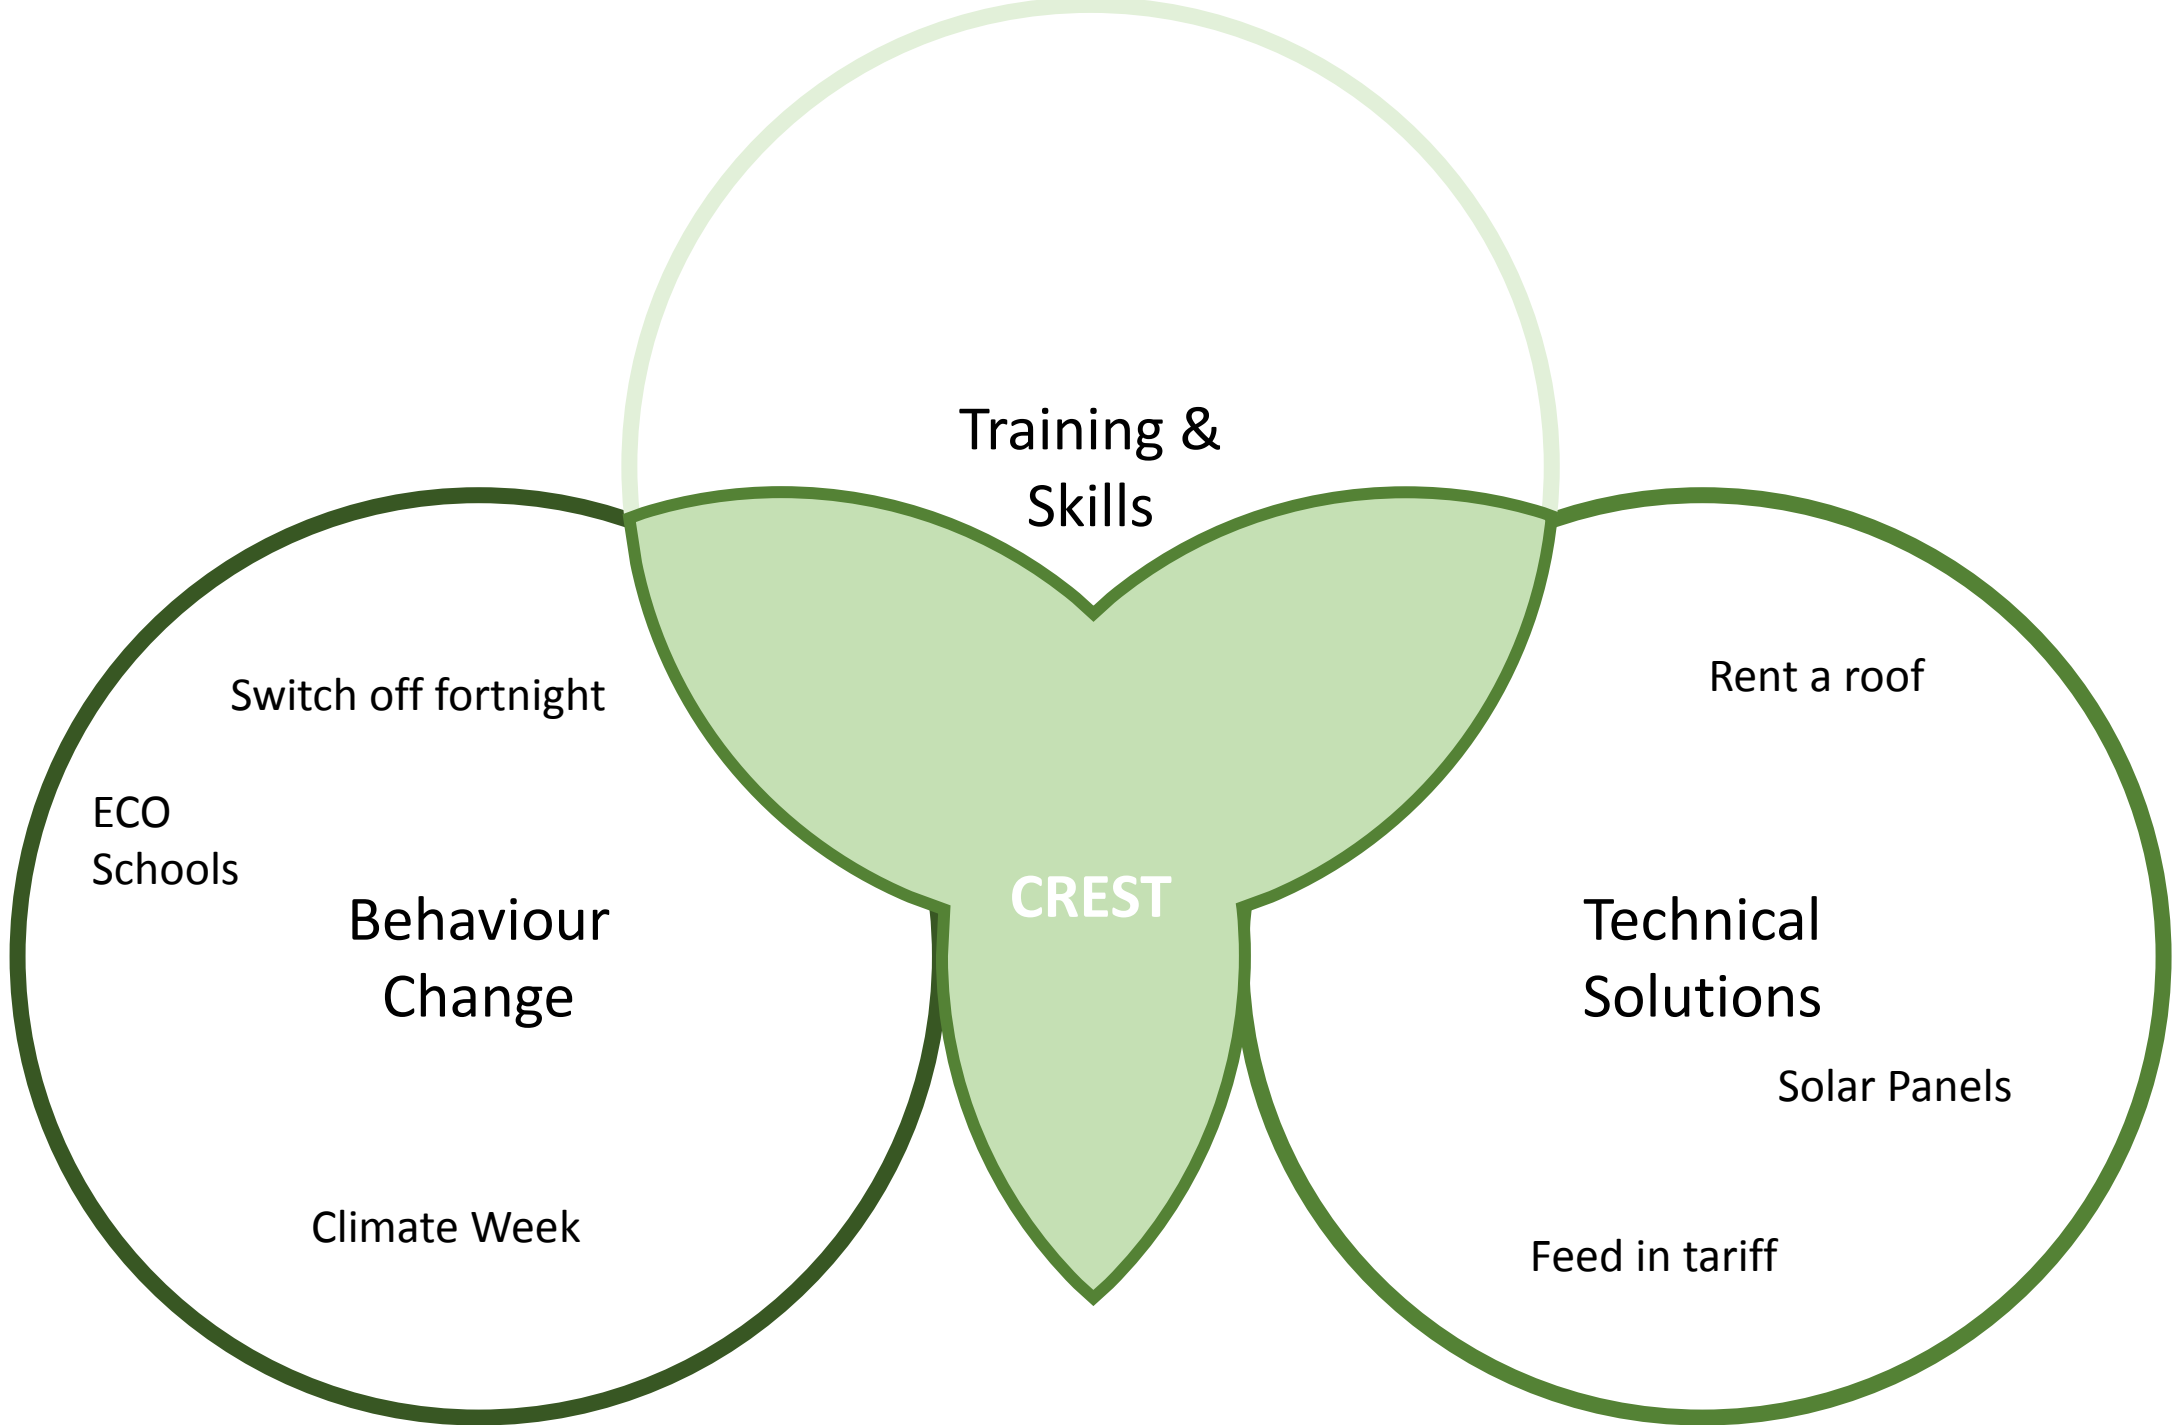 Training &
Skills
Switch off fortnight
ECO
Schools
Behaviour
Change
Climate Week
CREST
Rent a roof
Technical
Solutions
Solar Panels
Feed in tariff